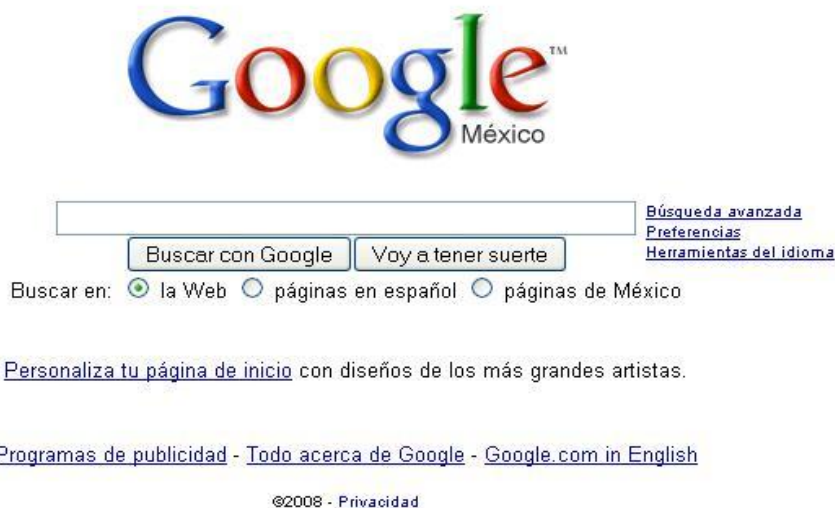 Google™
México
Búsqueda avanzada
Preferencias
Herramientas del idioma
Buscar con Google Voy a tener suerte
Buscar en: la Web páginas en español páginas de México
Personaliza tu página de inicio con diseños de los más grandes artistas.
Programas de publicidad - Todo acerca de Google - Google.com in English
©2008 - Privacidad